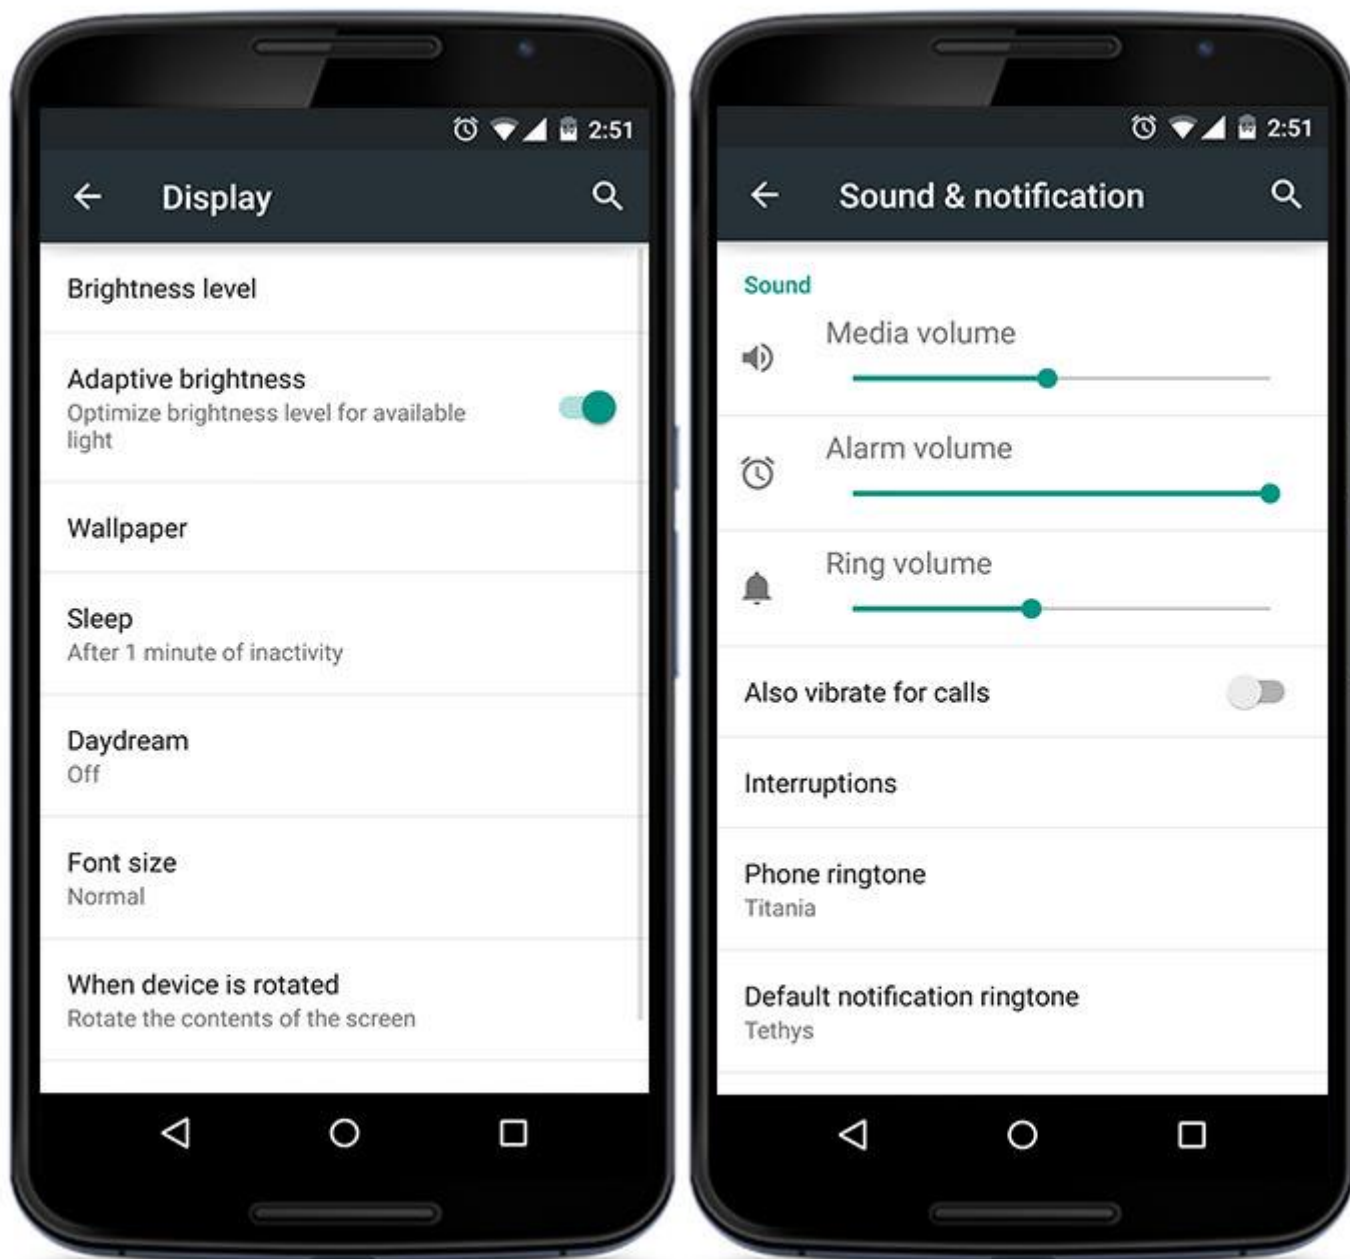 2:51
Display
Brightness level
Adaptive brightness
Optimize brightness level for available
light
Wallpaper
Sleep
After 1 minute of inactivity
Daydream
Off
Font size
Normal
When device is rotated
Rotate the contents of the screen
2:51
Sound & notification
Sound
Media volume
Alarm volume
Ring volume
Also vibrate for calls
Interruptions
Phone ringtone
Titania
Default notification ringtone
Tethys